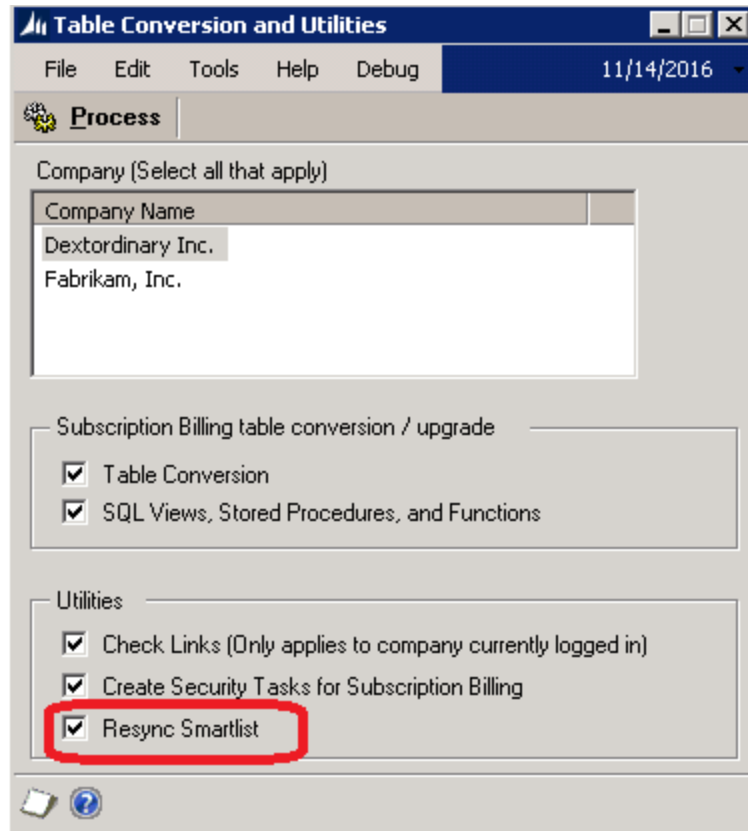 Table Conversion and Utilities
File Edit Tools Help Debug 11/14/2016
Process
Company (Select all that apply)
Company Name
Dextordinary Inc.
Fabrikam, Inc.
Subscription Billing table conversion / upgrade
Table Conversion
SQL Views, Stored Procedures, and Functions
Utilities
Check Links (Only applies to company currently logged in)
Create Security Tasks for Subscription Billing
Resync Smartlist